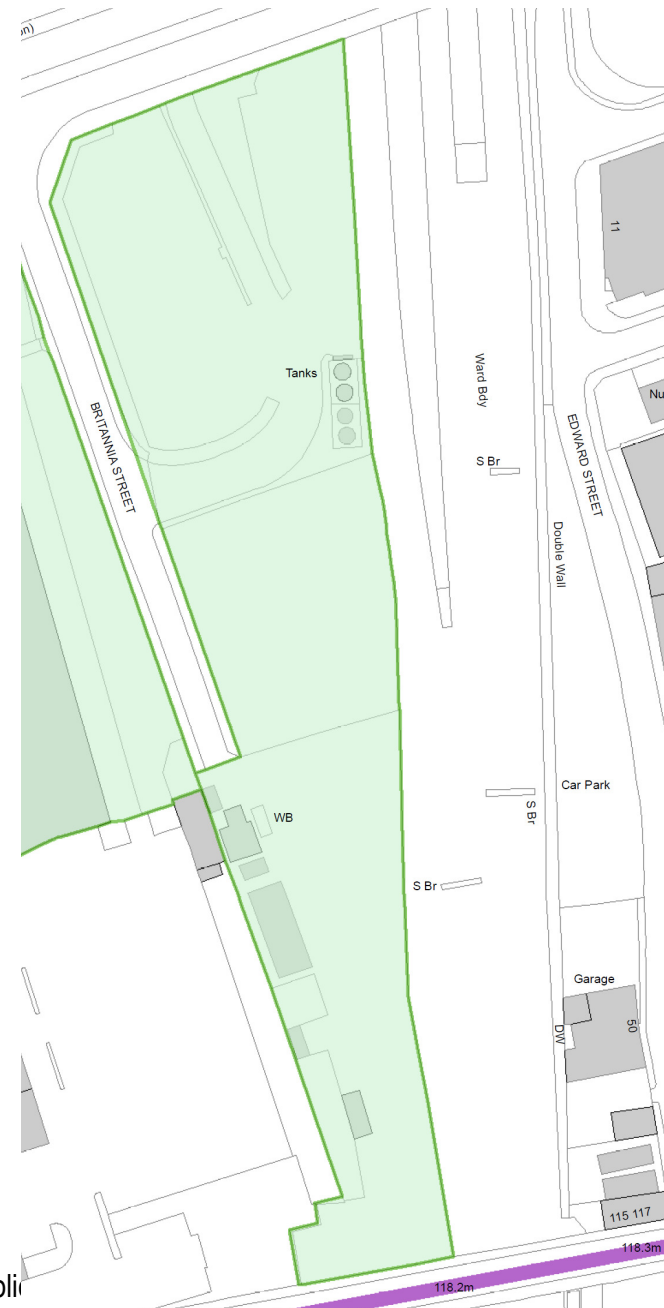 11
Tanks
Ward Bdy
BRITANNIA STREET
EDWARD STREET
S Br
Double Wall
Car Park
S Br
WB
S Br
Garage
50
DW
115 117
118.3m
118.2m